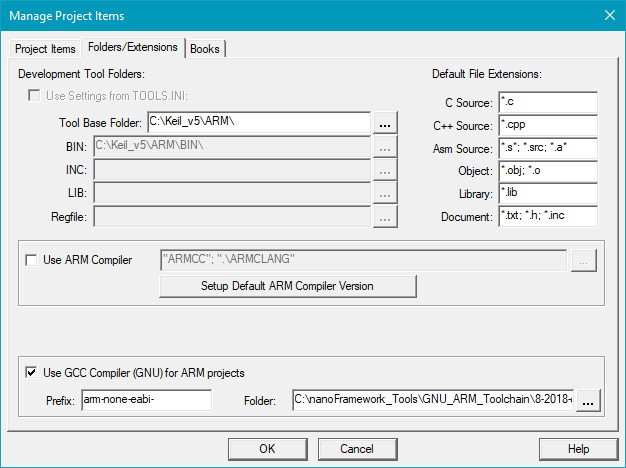 Manage Project Items
Project Items Folders/Extensions Books
Development Tool Folders: Default File Extensions:
Use Settings from TOOLS.INI:
Tool Base Folder: C:\Keil_v5\ARM\ ...
BIN: C:\Keil_v5\ARM\BIN\ ...
INC: ...
LIB: ...
Regfile: ...
C Source: *.c
C++ Source: *.cpp
Asm Source: *.s*; *.src; *.a*
Object: *.obj; *.o
Library: *.lib
Document: *.txt; *.h; *.inc
Use ARM Compiler "ARMCC"; ".\ARMCLANG" ...
Setup Default ARM Compiler Version
Use GCC Compiler (GNU) for ARM projects
Prefix: arm-none-eabi- Folder: C:\nanoFramework_Tools\GNU_ARM_Toolchain\8-2018- ...
OK Cancel Help